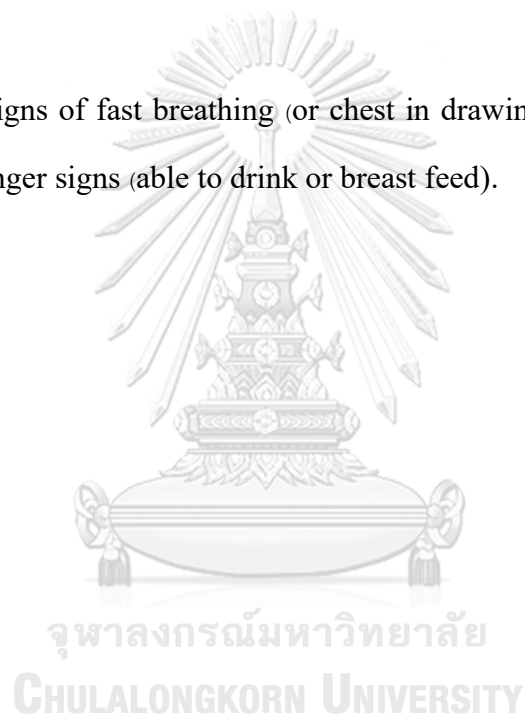 igns of fast breathing (or chest in drawin
nger signs (able to drink or breast feed).
จุฬาลงกรณ์มหาวิทยาลัย
CHULALONGKORN UNIVERSITY